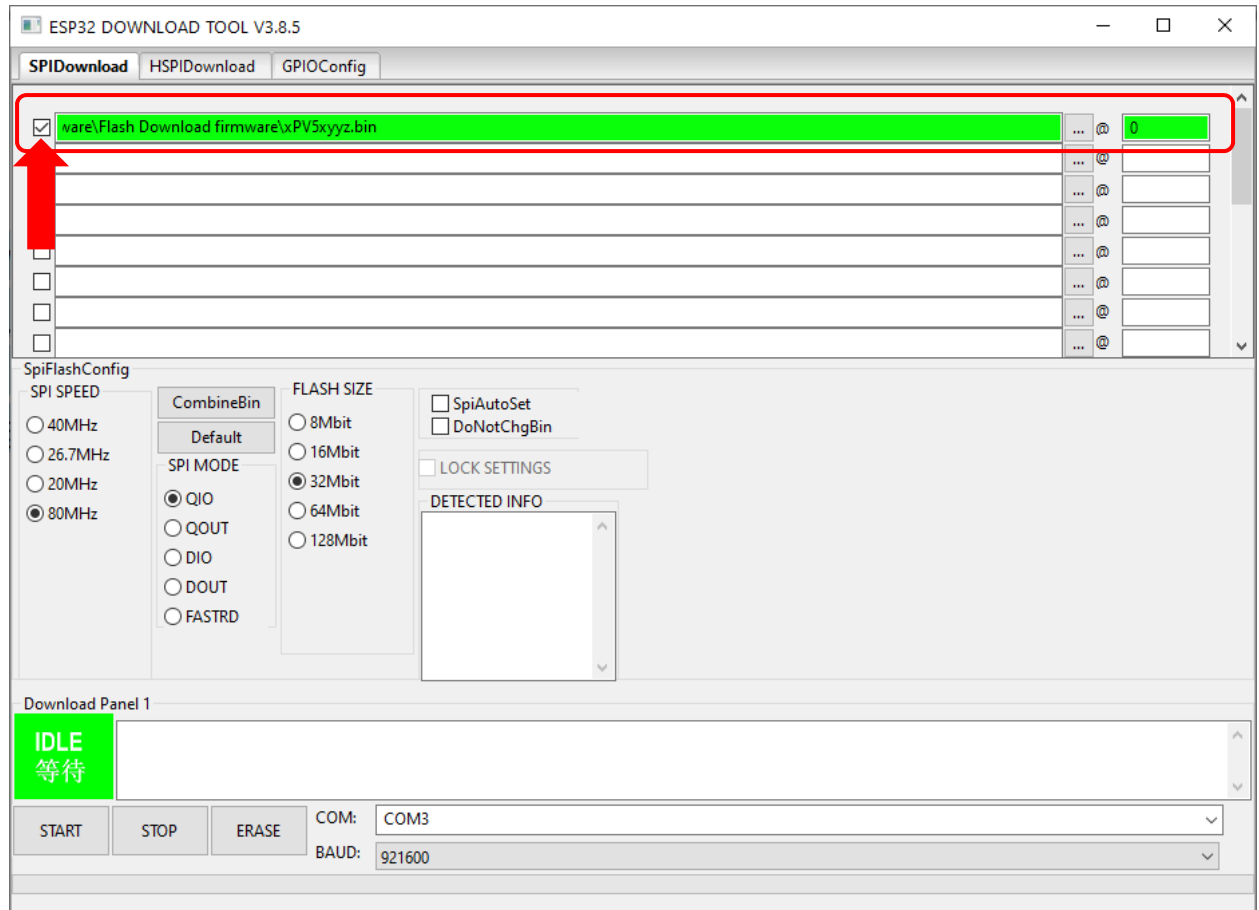 ESP32 DOWNLOAD TOOL V3.8.5
SPIDownload HSPIDownload GPIOConfig
ware\Flash Download firmware\xPV5xyyz.bin ... @ 0
... @
... @
... @
... @
... @
... @
... @
SpiFlashConfig
SPI SPEED
40MHz
26.7MHz
20MHz
80MHz
CombineBin
Default
SPI MODE
QIO
QOUT
DIO
DOUT
FASTRD
FLASH SIZE
8Mbit
16Mbit
32Mbit
64Mbit
128Mbit
SpiAutoSet
DoNotChgBin
LOCK SETTINGS
DETECTED INFO
Download Panel 1
IDLE
等待
START STOP ERASE
COM: COM3
BAUD: 921600